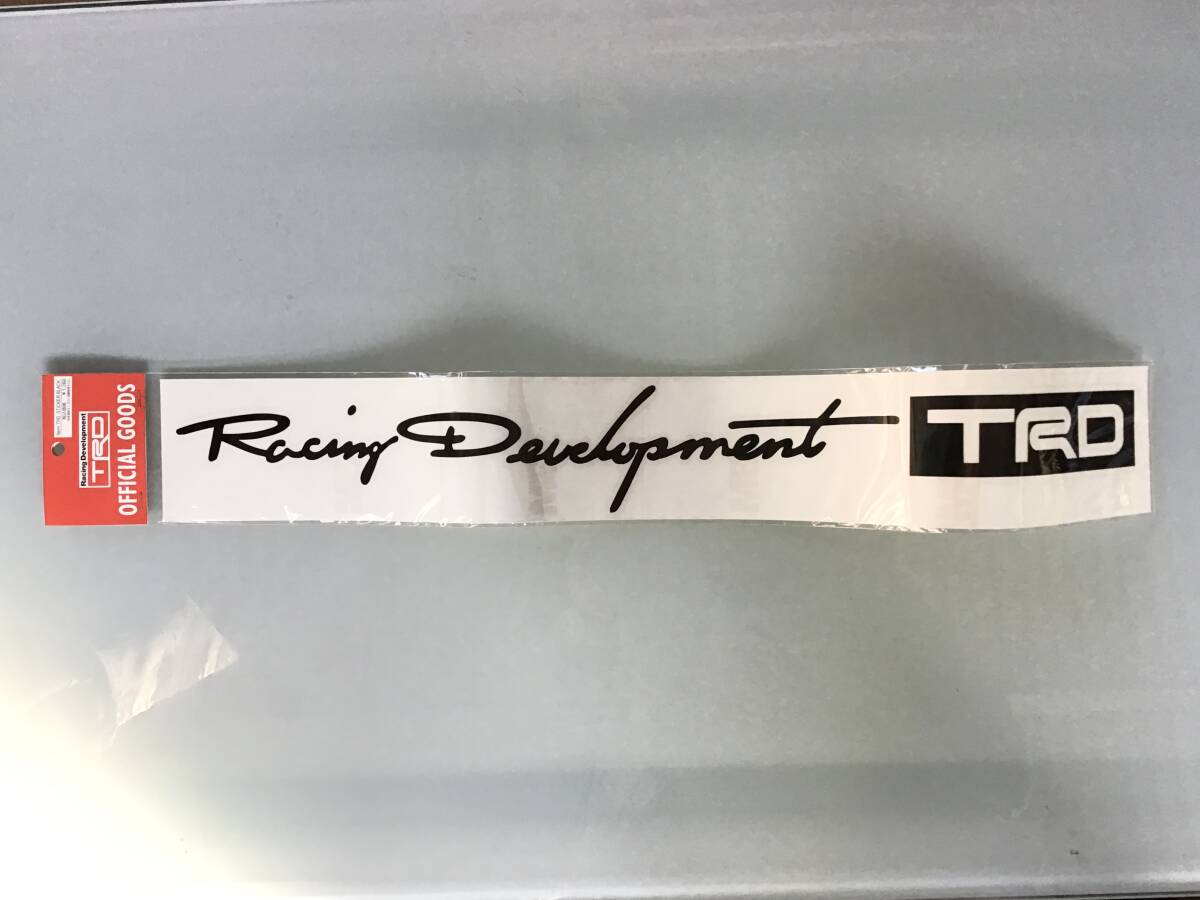 Racing Development TRD
Racing Development
TRD
OFFICIAL GOODS